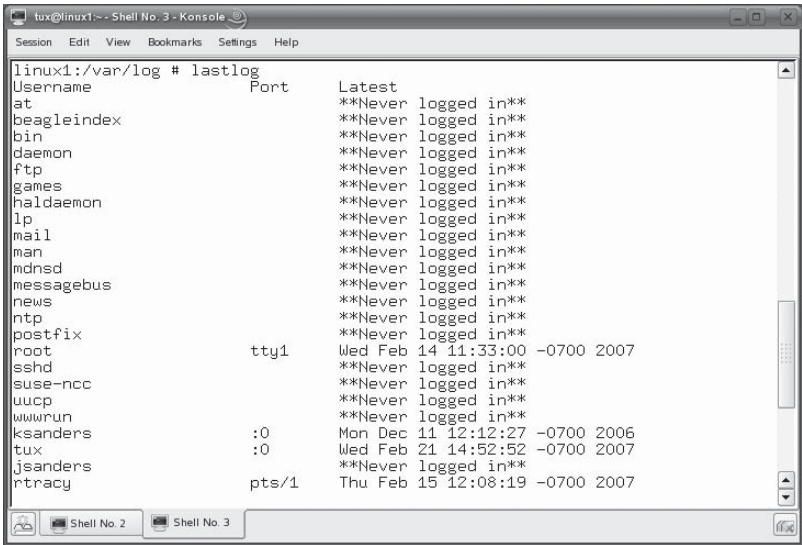 tux@linux1:~ - Shell No. 3 - Konsole
Session Edit View Bookmarks Settings Help
linux1:/var/log # lastlog
Username Port Latest
at **Never logged in**
beagleindex **Never logged in**
bin **Never logged in**
daemon **Never logged in**
ftp **Never logged in**
games **Never logged in**
haldaemon **Never logged in**
lp **Never logged in**
mail **Never logged in**
man **Never logged in**
mdnsd **Never logged in**
messagebus **Never logged in**
news **Never logged in**
ntp **Never logged in**
postfix **Never logged in**
root tty1 Wed Feb 14 11:33:00 -0700 2007
sshd **Never logged in**
suse-ncc **Never logged in**
uucp **Never logged in**
wwwrun **Never logged in**
ksanders :0 Mon Dec 11 12:12:27 -0700 2006
tux :0 Wed Feb 21 14:52:52 -0700 2007
jsanders **Never logged in**
rtracy pts/1 Thu Feb 15 12:08:19 -0700 2007
Shell No. 2 Shell No. 3